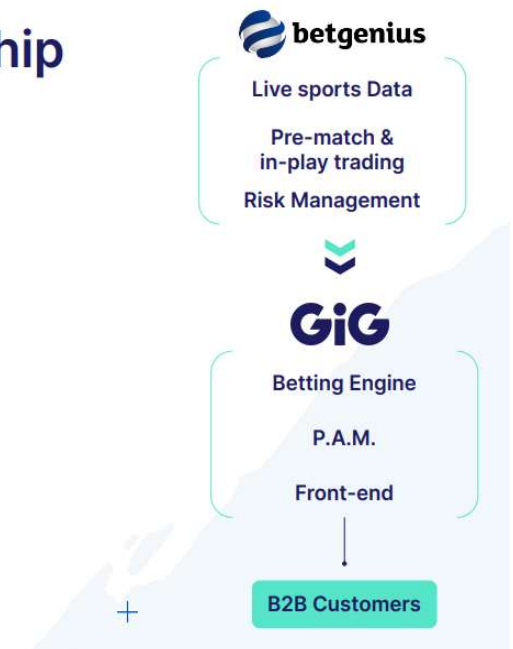 hip
betgenius
Live sports Data
Pre-match &
in-play trading
Risk Management
GiG
Betting Engine
P.A.M.
Front-end
B2B Customers